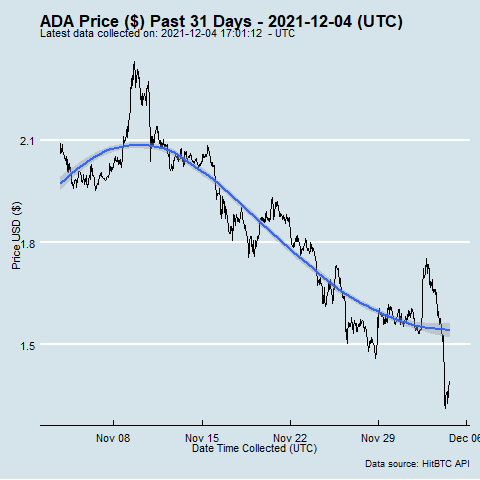 ADA Price ($) Past 31 Days - 2021-12-04 (UTC)
Latest data collected on: 2021-12-04 17:01:12 - UTC
2.1
1.8
1.5
Price USD ($)
Nov 08 Nov 15 Nov 22 Nov 29 Dec 06
Date Time Collected (UTC)
Data source: HitBTC API